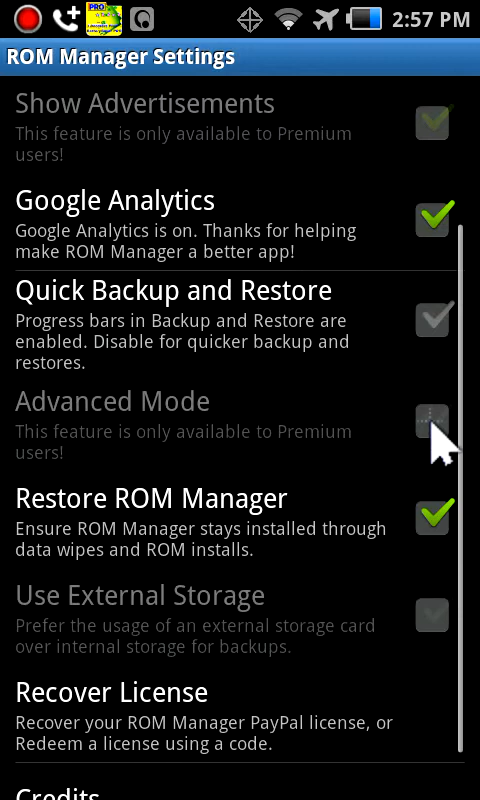 PRO
2:57 PM
ROM Manager Settings
Show Advertisements
This feature is only available to Premium
users!
Google Analytics
Google Analytics is on. Thanks for helping
make ROM Manager a better app!
Quick Backup and Restore
Progress bars in Backup and Restore are
enabled. Disable for quicker backup and
restores.
Advanced Mode
This feature is only available to Premium
users!
Restore ROM Manager
Ensure ROM Manager stays installed through
data wipes and ROM installs.
Use External Storage
Prefer the usage of an external storage card
over internal storage for backups.
Recover License
Recover your ROM Manager PayPal license, or
Redeem a license using a code.
Credits